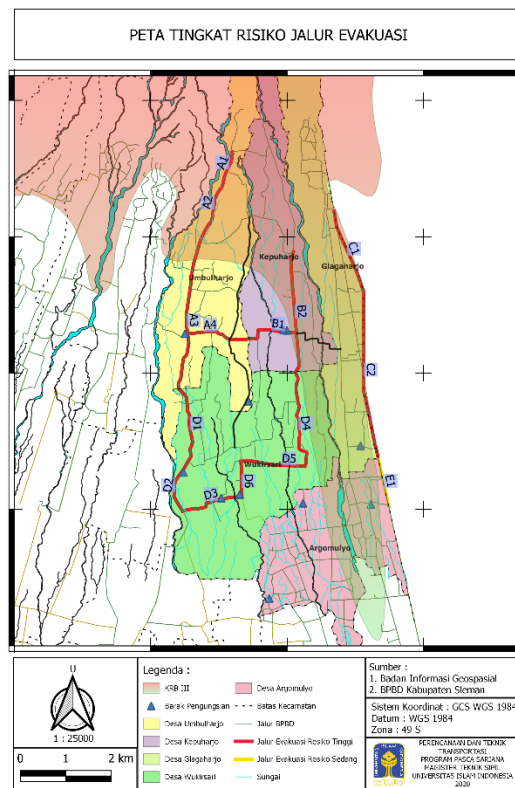 PETA TINGKAT RISIKO JALUR EVAKUASI
A1
A2
C1
Kepuharjo
Glagaharjo
Umbulharjo
B2
A3
A4
B1
C2
D1
D4
D5
Wukirsari
D2
D3
D6
E1
Argomulyo
U
1 : 25000
0 1 2 km
Legenda :
KRB III
Barak Pengungsian
Desa Umbulharjo
Desa Kepuharjo
Desa Glagaharjo
Desa Wukirsari
Desa Argomulyo
Batas Kecamatan
Jalur BPBD
Jalur Evakuasi Resiko Tinggi
Jalur Evakuasi Resiko Sedang
Sungai
Sumber :
1. Badan Informasi Geospasial
2. BPBD Kabupaten Sleman
Sistem Koordinat : GCS WGS 1984
Datum : WGS 1984
Zona : 49 S
PERENCANAAN DAN TEKNIK
TRANSPORTASI
PROGRAM PASCA SARJANA
MAGISTER TEKNIK SIPIL
UNIVERSITAS ISLAM INDONESIA
2020